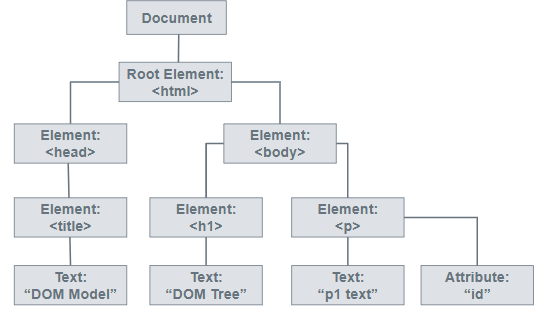 Document
Root Element:
<html>
Element:
<head>
Element:
<body>
Element:
<title>
Element:
<h1>
Element:
<p>
Text:
“DOM Model”
Text:
“DOM Tree”
Text:
“p1 text”
Attribute:
“id”